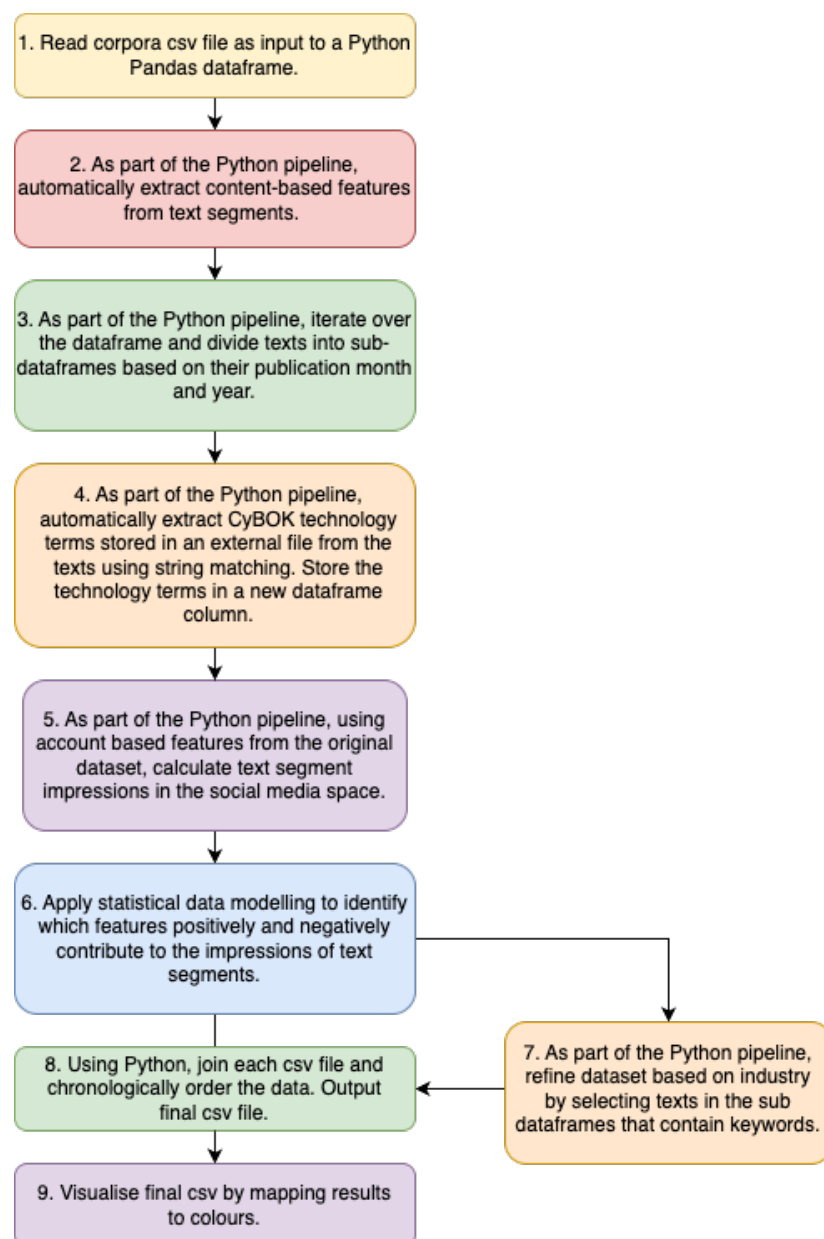 1. Read corpora csv file as input to a Python
Pandas dataframe.
2. As part of the Python pipeline,
automatically extract content-based features
from text segments.
3. As part of the Python pipeline, iterate over
the dataframe and divide texts into sub-
dataframes based on their publication month
and year.
4. As part of the Python pipeline,
automatically extract CyBOK technology
terms stored in an external file from the
texts using string matching. Store the
technology terms in a new dataframe
column.
5. As part of the Python pipeline, using
account based features from the original
dataset, calculate text segment
impressions in the social media space.
6. Apply statistical data modelling to identify
which features positively and negatively
contribute to the impressions of text
segments.
7. As part of the Python pipeline,
refine dataset based on industry
by selecting texts in the sub
dataframes that contain keywords.
8. Using Python, join each csv file and
chronologically order the data. Output
final csv file.
9. Visualise final csv by mapping results
to colours.